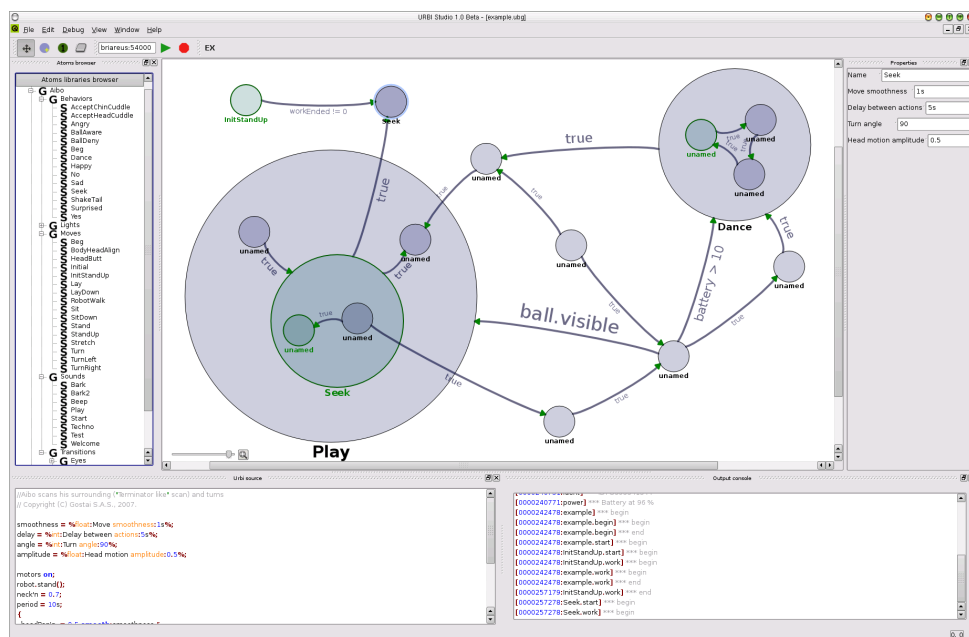 URBI Studio 1.0 Beta - [example.ubg]
File Edit Debug View Window Help
briareus:54000 EX
Atoms browser
Atoms libraries browser
Aibo
Behaviors
AcceptChinCuddle
AcceptHeadCuddle
Angry
BallAware
BallDeny
Beg
Dance
Happy
No
Sad
Seek
ShakeTail
Surprised
Yes
Lights
Moves
Beg
BodyHeadAlign
HeadButt
Initial
InitStandUp
Lay
LayDown
RobotWalk
Sit
SitDown
Stand
StandUp
Stretch
Turn
TurnLeft
TurnRight
Sounds
Bark
Bark2
Beep
Play
Start
Techno
Test
Welcome
Transitions
Eyes
InitStandUp
workEnded != 0
Seek
true
unamed
true
unamed
true
unamed
true
unamed
Seek
true
Play
unamed
true
unamed
true
unamed
true
ball.visible
true
unamed
true
unamed
battery > 10
true
unamed
true
unamed
true
true
true
unamed
unamed
Dance
Properties
Name Seek
Move smoothness 1s
Delay between actions 5s
Turn angle 90
Head motion amplitude 0.5
Urbi source
//Aibo scans his surrounding ("Terminator like" scan) and turns
// Copyright (C) Gostai S.A.S., 2007.
smoothness = %float:Move smoothness:1s%;
delay = %int:Delay between actions:5s%;
angle = %int:Turn angle:90%;
amplitude = %float:Head motion amplitude:0.5%;
motors on;
robot.stand();
neck'n = 0.7;
period = 10s;
{
Output console
[0000240771:power] *** Battery at 96 %
[0000242478:example] *** begin
[0000242478:example.begin] *** begin
[0000242478:example.begin] *** end
[0000242478:example.start] *** begin
[0000242478:InitStandUp.start] *** begin
[0000242478:InitStandUp.work] *** begin
[0000242478:example.work] *** begin
[0000242478:example.work] *** end
[0000257179:InitStandUp.work] *** end
[0000257278:Seek.start] *** begin
[0000257278:Seek.work] *** begin
0, 0